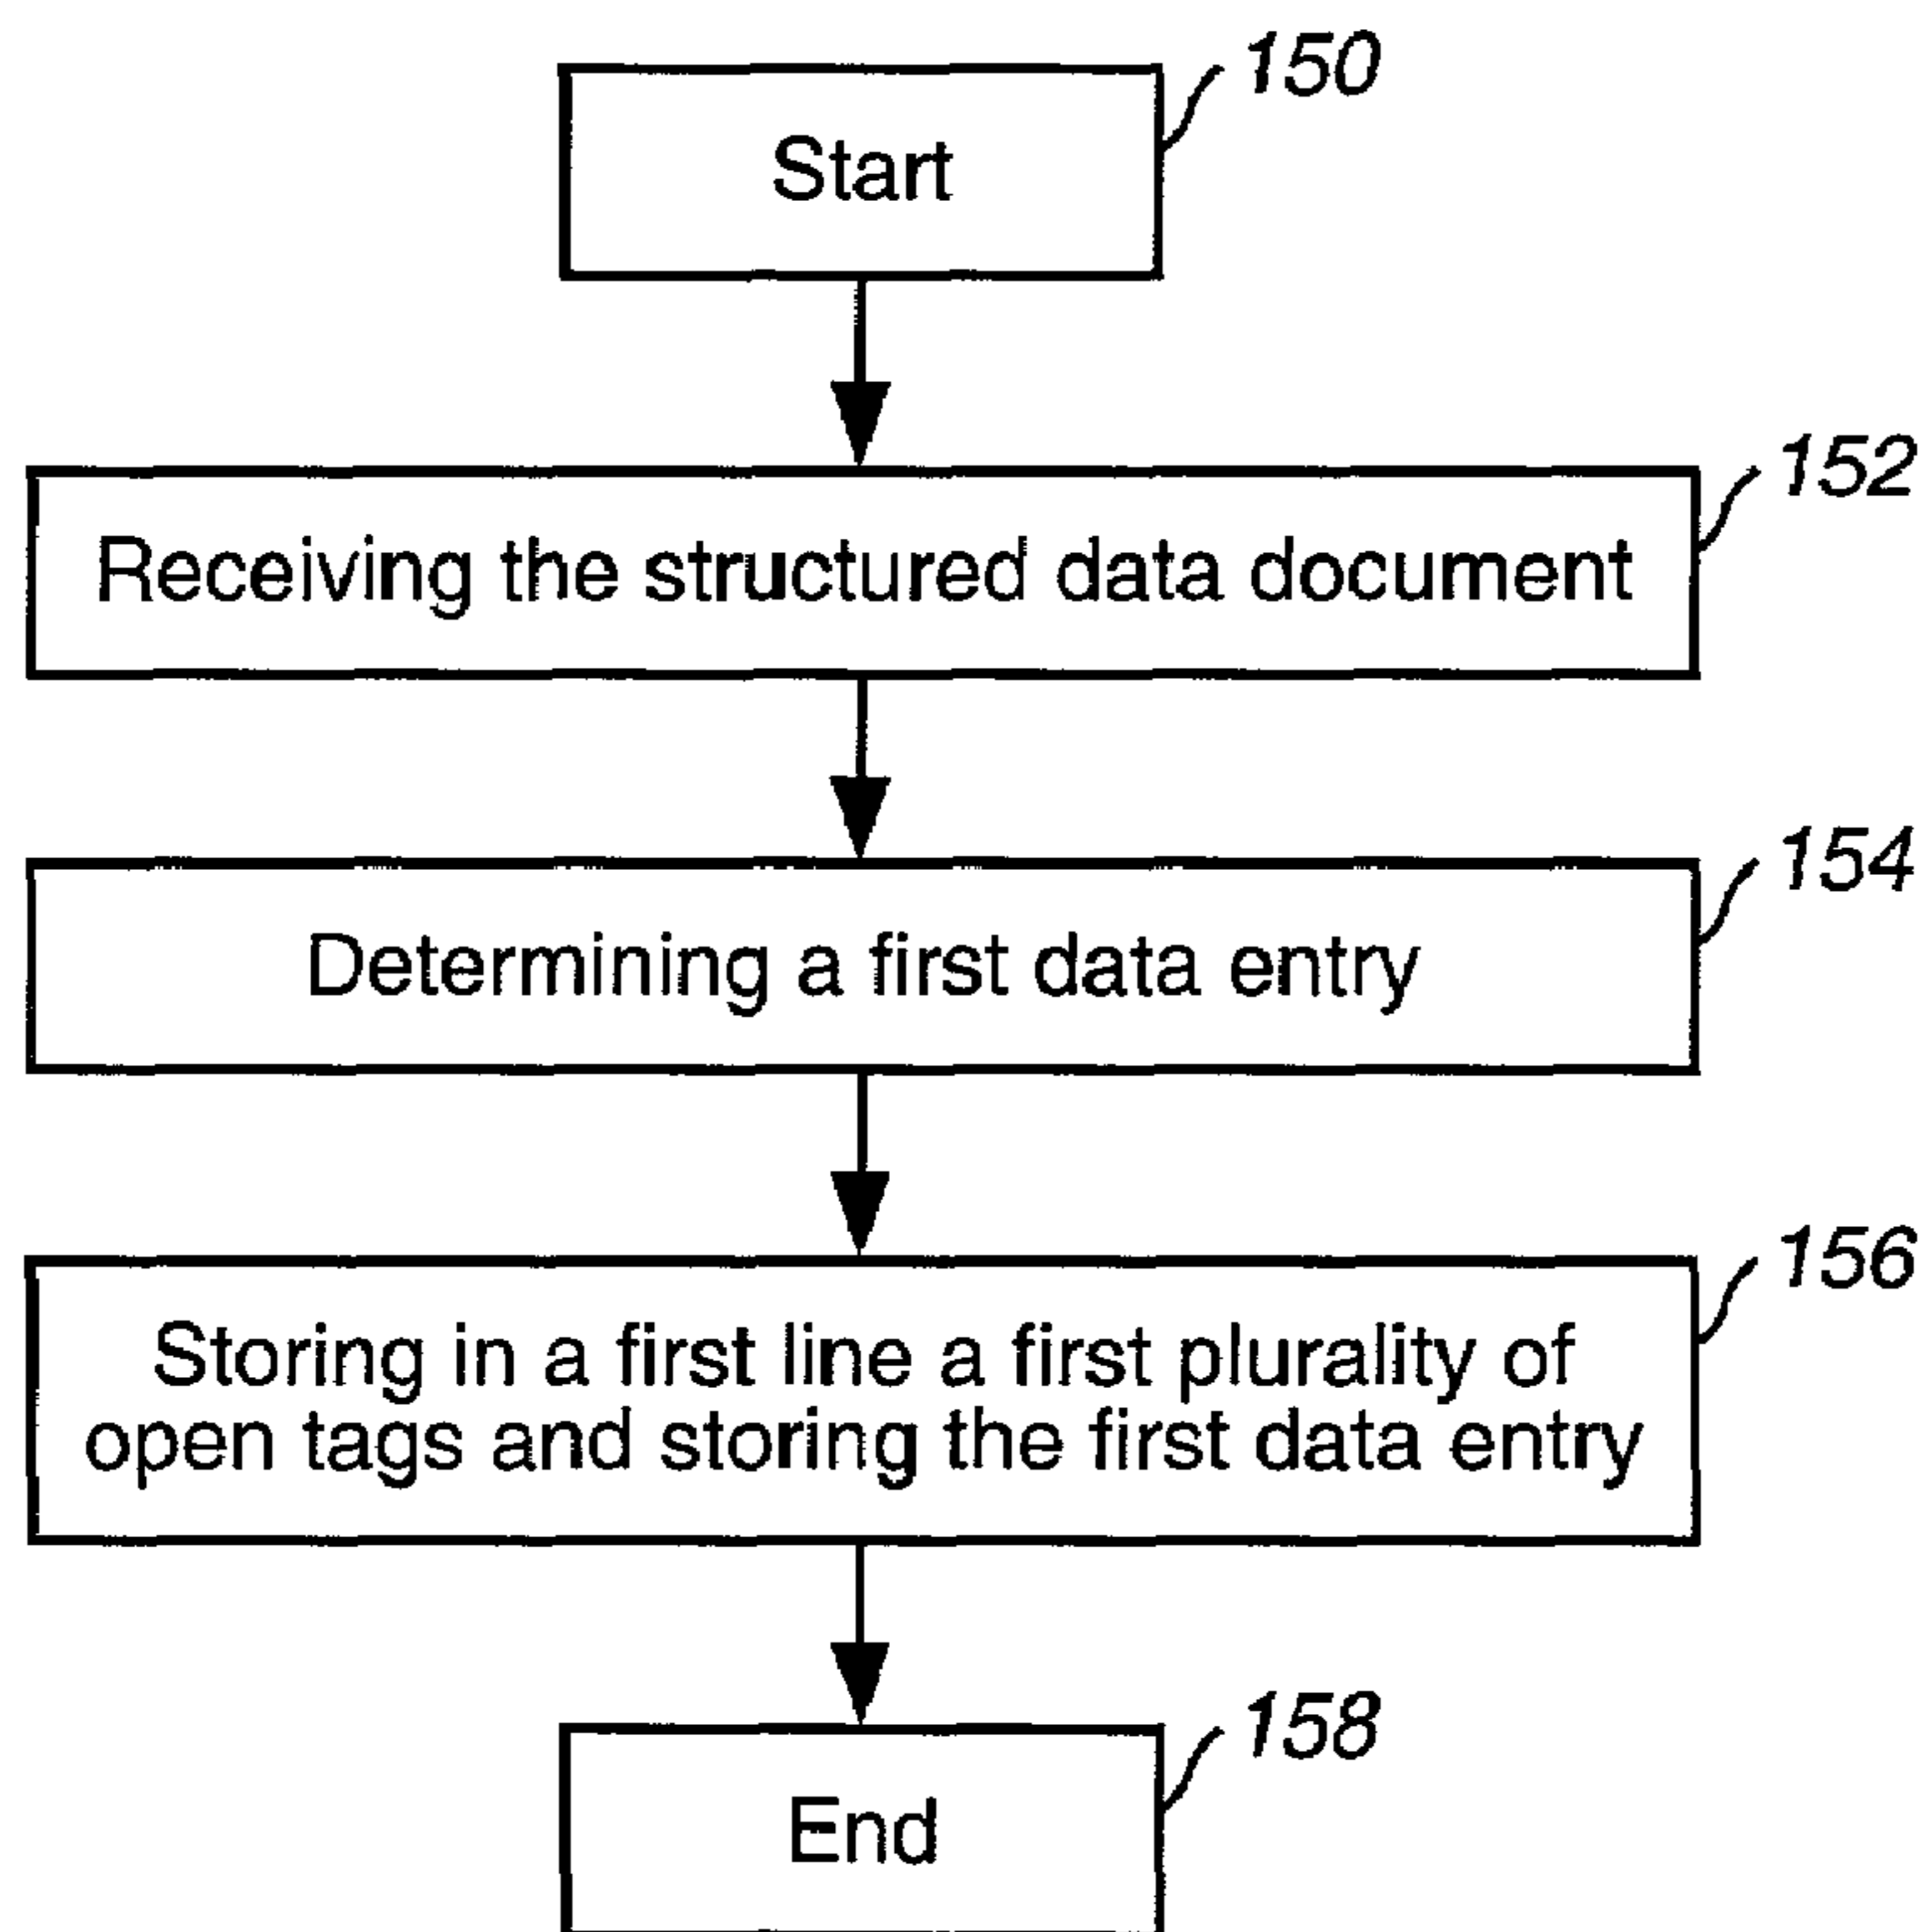 150
Start
152
Receiving the structured data document
154
Determining a first data entry
156
Storing in a first line a first plurality of
open tags and storing the first data entry
158
End